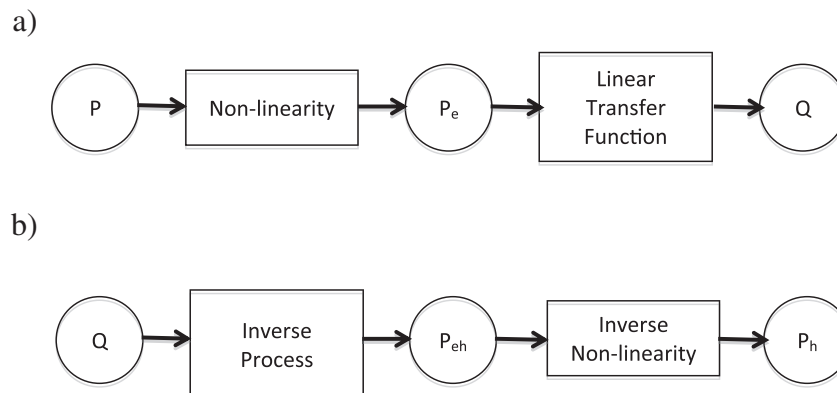 a)
P
Non-linearity
Pe
Linear
Transfer
Function
Q
b)
Q
Inverse
Process
Peh
Inverse
Non-linearity
Ph